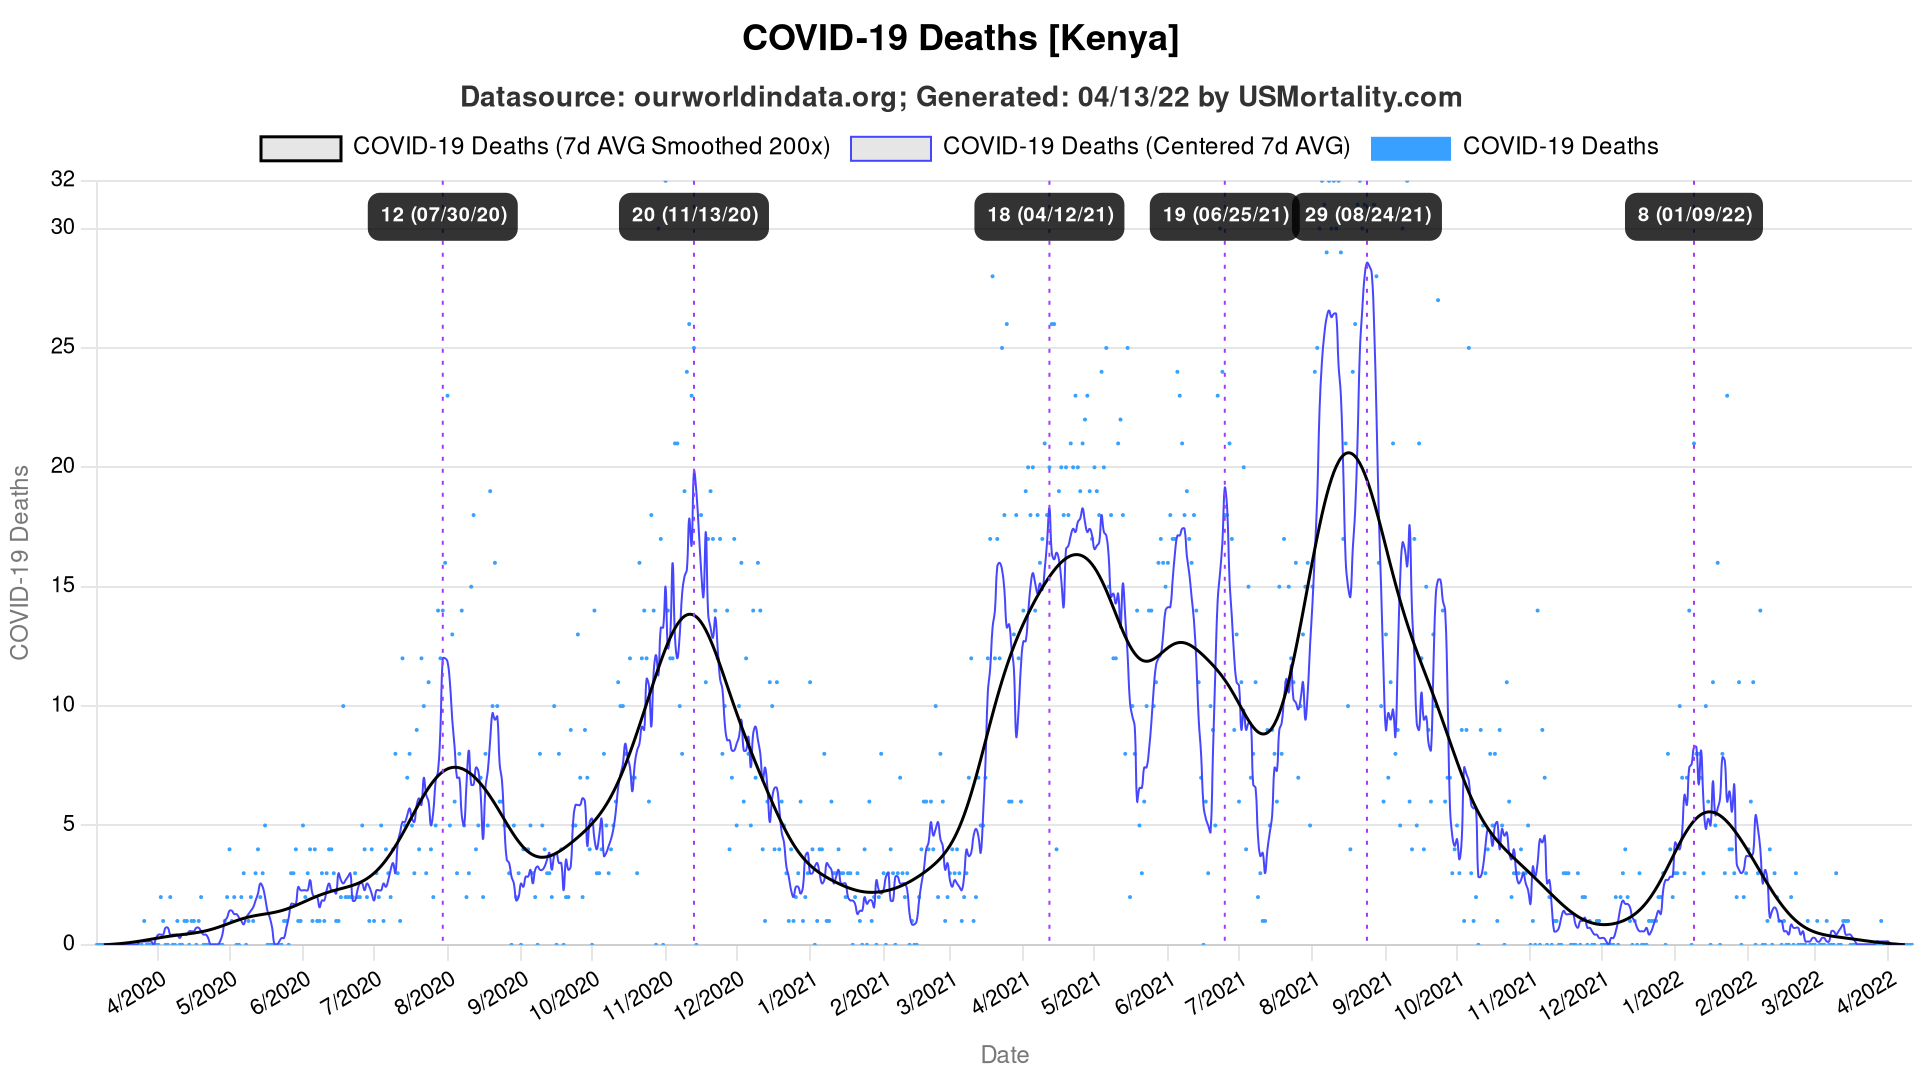 COVID-19 Deaths [Kenya]
Datasource: ourworldindata.org; Generated: 04/13/22 by USMortality.com
COVID-19 Deaths (7d AVG Smoothed 200x) COVID-19 Deaths (Centered 7d AVG) COVID-19 Deaths
32
12 (07/30/20) 20 (11/13/20) 18 (04/12/21) 19 (06/25/21) 29 (08/24/21) 8 (01/09/22)
30
25
20
15
10
5
0
COVID-19 Deaths
4/2020 5/2020 6/2020 7/2020 8/2020 9/2020 10/2020 11/2020 12/2020 1/2021 2/2021 3/2021 4/2021 5/2021 6/2021 7/2021 8/2021 9/2021 10/2021 11/2021 12/2021 1/2022 2/2022 3/2022 4/2022
Date